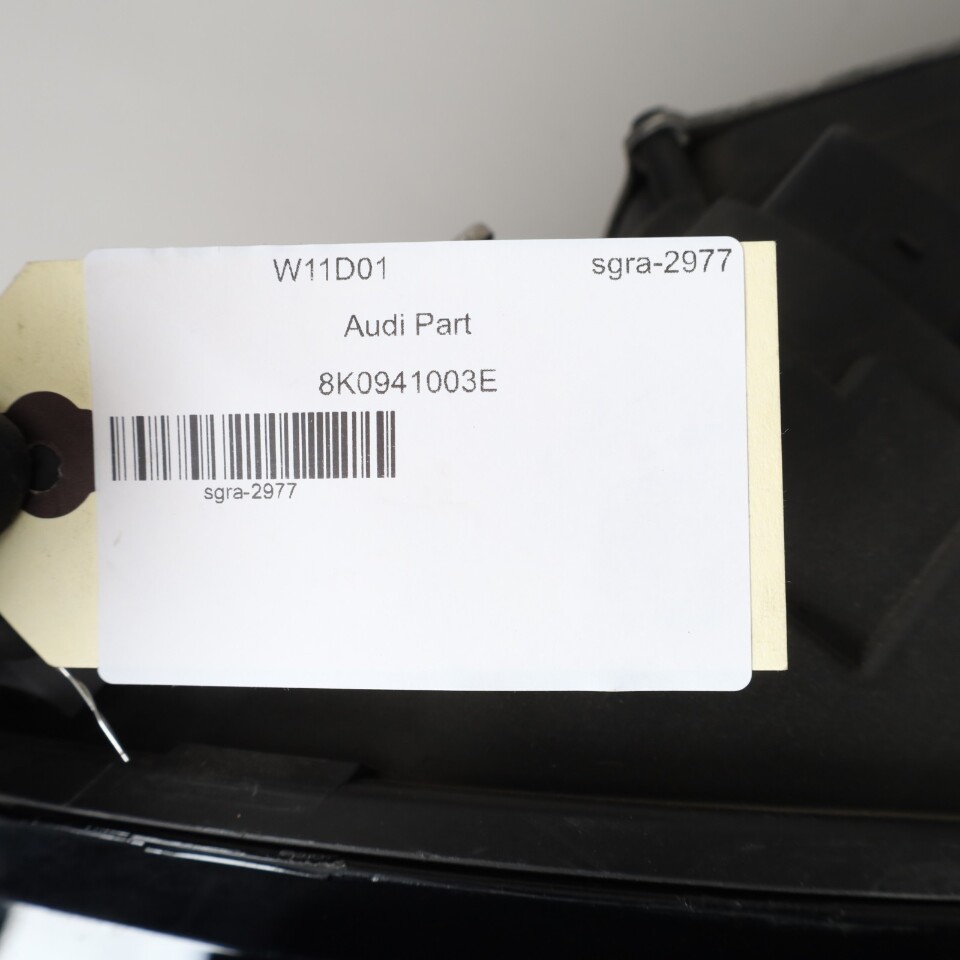 W11D01 sgra-2977
Audi Part
8K0941003E
sgra-2977